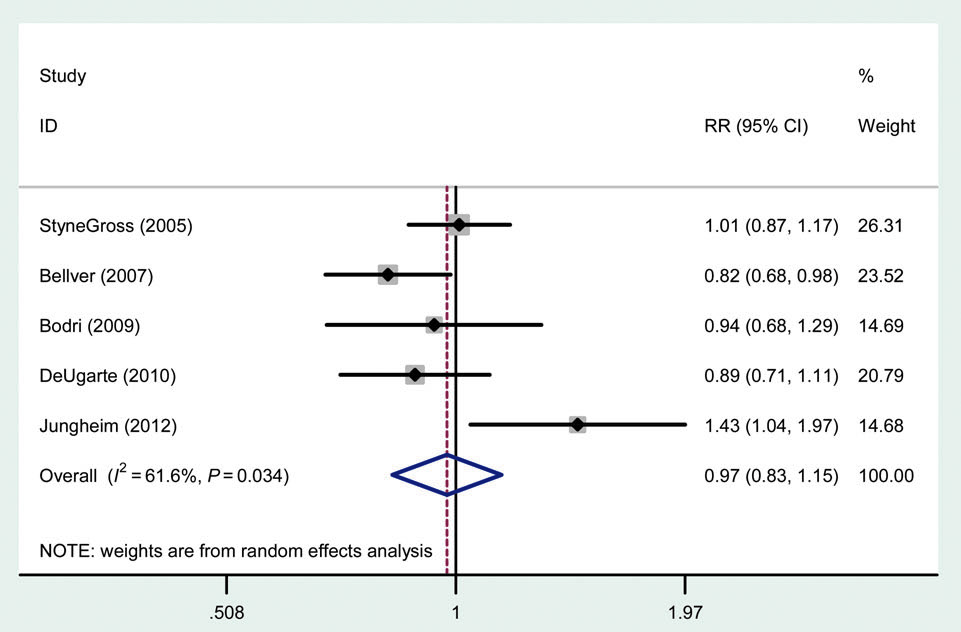 Study %
ID RR (95% CI) Weight
StyneGross (2005) 1.01 (0.87, 1.17) 26.31
Bellver (2007) 0.82 (0.68, 0.98) 23.52
Bodri (2009) 0.94 (0.68, 1.29) 14.69
DeUgarte (2010) 0.89 (0.71, 1.11) 20.79
Jungheim (2012) 1.43 (1.04, 1.97) 14.68
Overall (I² = 61.6%, P = 0.034) 0.97 (0.83, 1.15) 100.00
NOTE: weights are from random effects analysis
.508 1 1.97